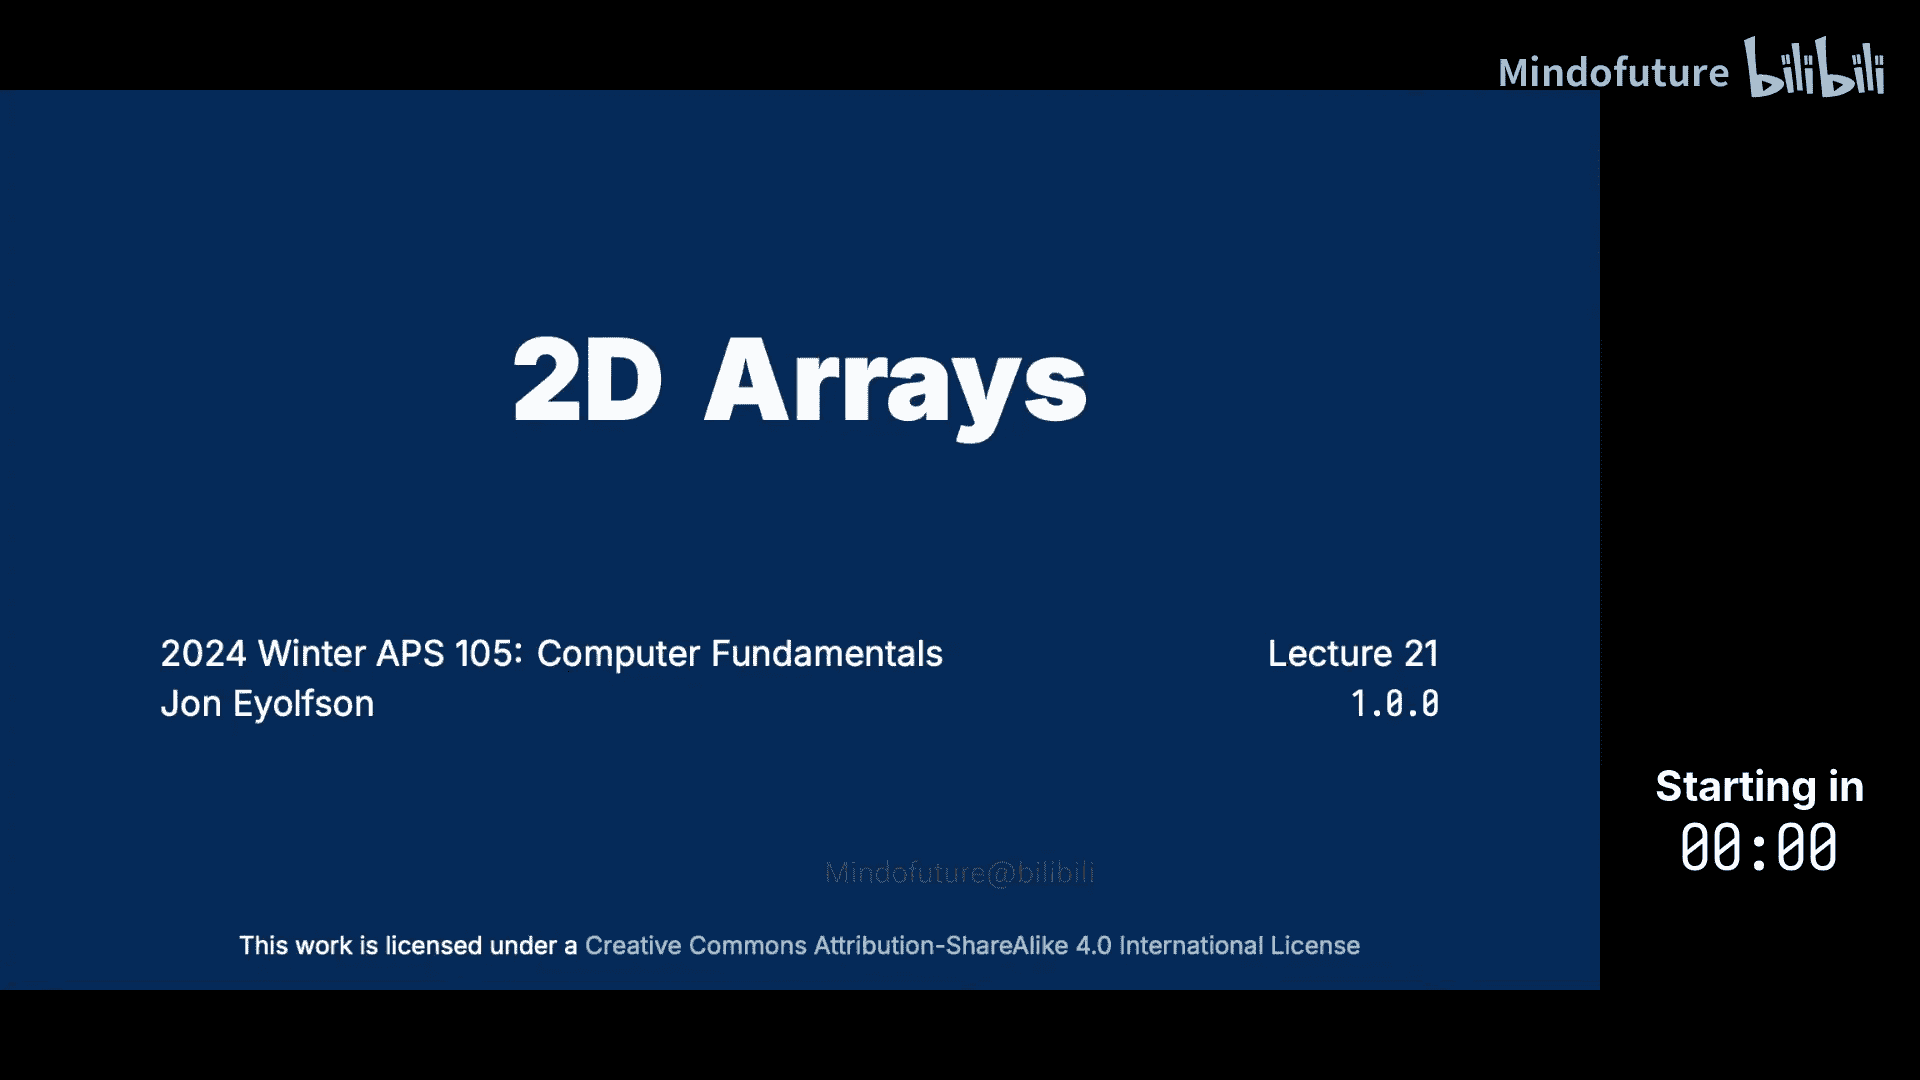 Mindofuture bilibili
2D Arrays
2024 Winter APS 105: Computer Fundamentals
Lecture 21
Jon Eyolfson
1.0.0
Starting in
00:00
Mindofuture@bilibili
This work is licensed under a Creative Commons Attribution-ShareAlike 4.0 International License